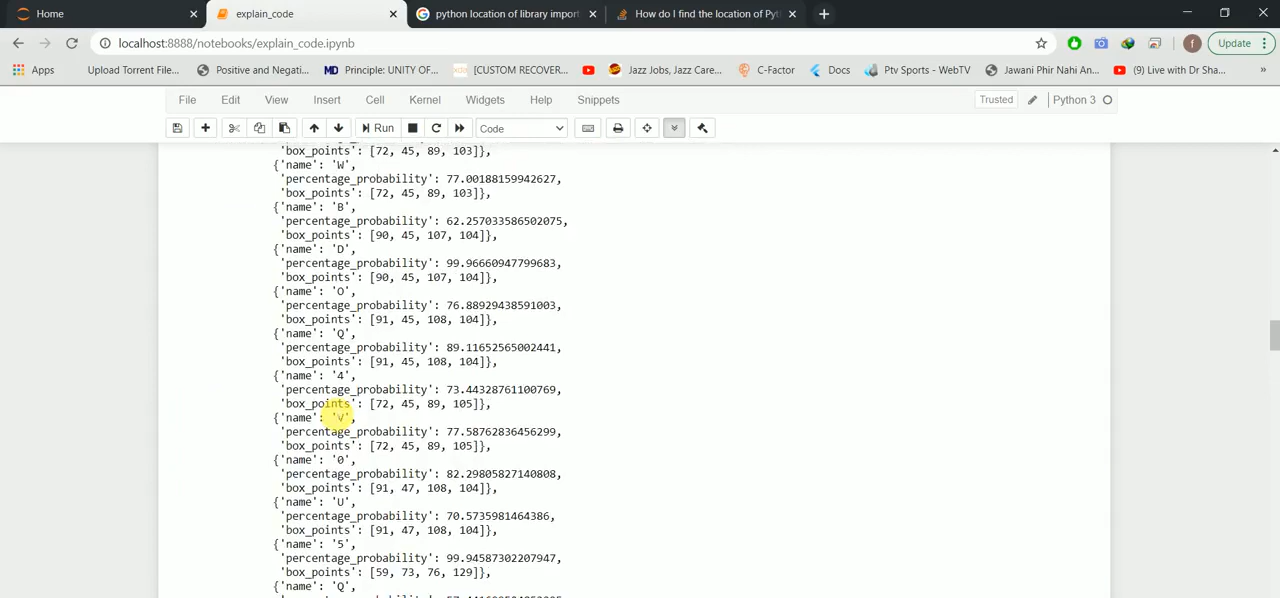 Home
explain_code
python location of library import
How do I find the location of Pyt
localhost:8888/notebooks/explain_code.ipynb
f
Update
Apps
Upload Torrent File...
Positive and Negati...
MD Principle: UNITY OF...
[CUSTOM RECOVER...
Jazz Jobs, Jazz Care...
C-Factor
Docs
Ptv Sports - WebTV
Jawani Phir Nahi An...
(9) Live with Dr Sha...
»
File Edit View Insert Cell Kernel Widgets Help Snippets
Trusted
Python 3
Run
Code
'box_points': [72, 45, 89, 103]},
{'name': 'W',
'percentage_probability': 77.00188159942627,
'box_points': [72, 45, 89, 103]},
{'name': 'B',
'percentage_probability': 62.257033586502075,
'box_points': [90, 45, 107, 104]},
{'name': 'D',
'percentage_probability': 99.96660947799683,
'box_points': [90, 45, 107, 104]},
{'name': 'O',
'percentage_probability': 76.88929438591003,
'box_points': [91, 45, 108, 104]},
{'name': 'Q',
'percentage_probability': 89.11652565002441,
'box_points': [91, 45, 108, 104]},
{'name': '4',
'percentage_probability': 73.44328761100769,
'box_points': [72, 45, 89, 105]},
{'name': 'V',
'percentage_probability': 77.58762836456299,
'box_points': [72, 45, 89, 105]},
{'name': '0',
'percentage_probability': 82.29805827140808,
'box_points': [91, 47, 108, 104]},
{'name': 'U',
'percentage_probability': 70.5735981464386,
'box_points': [91, 47, 108, 104]},
{'name': '5',
'percentage_probability': 99.94587302207947,
'box_points': [59, 73, 76, 129]},
{'name': 'Q',